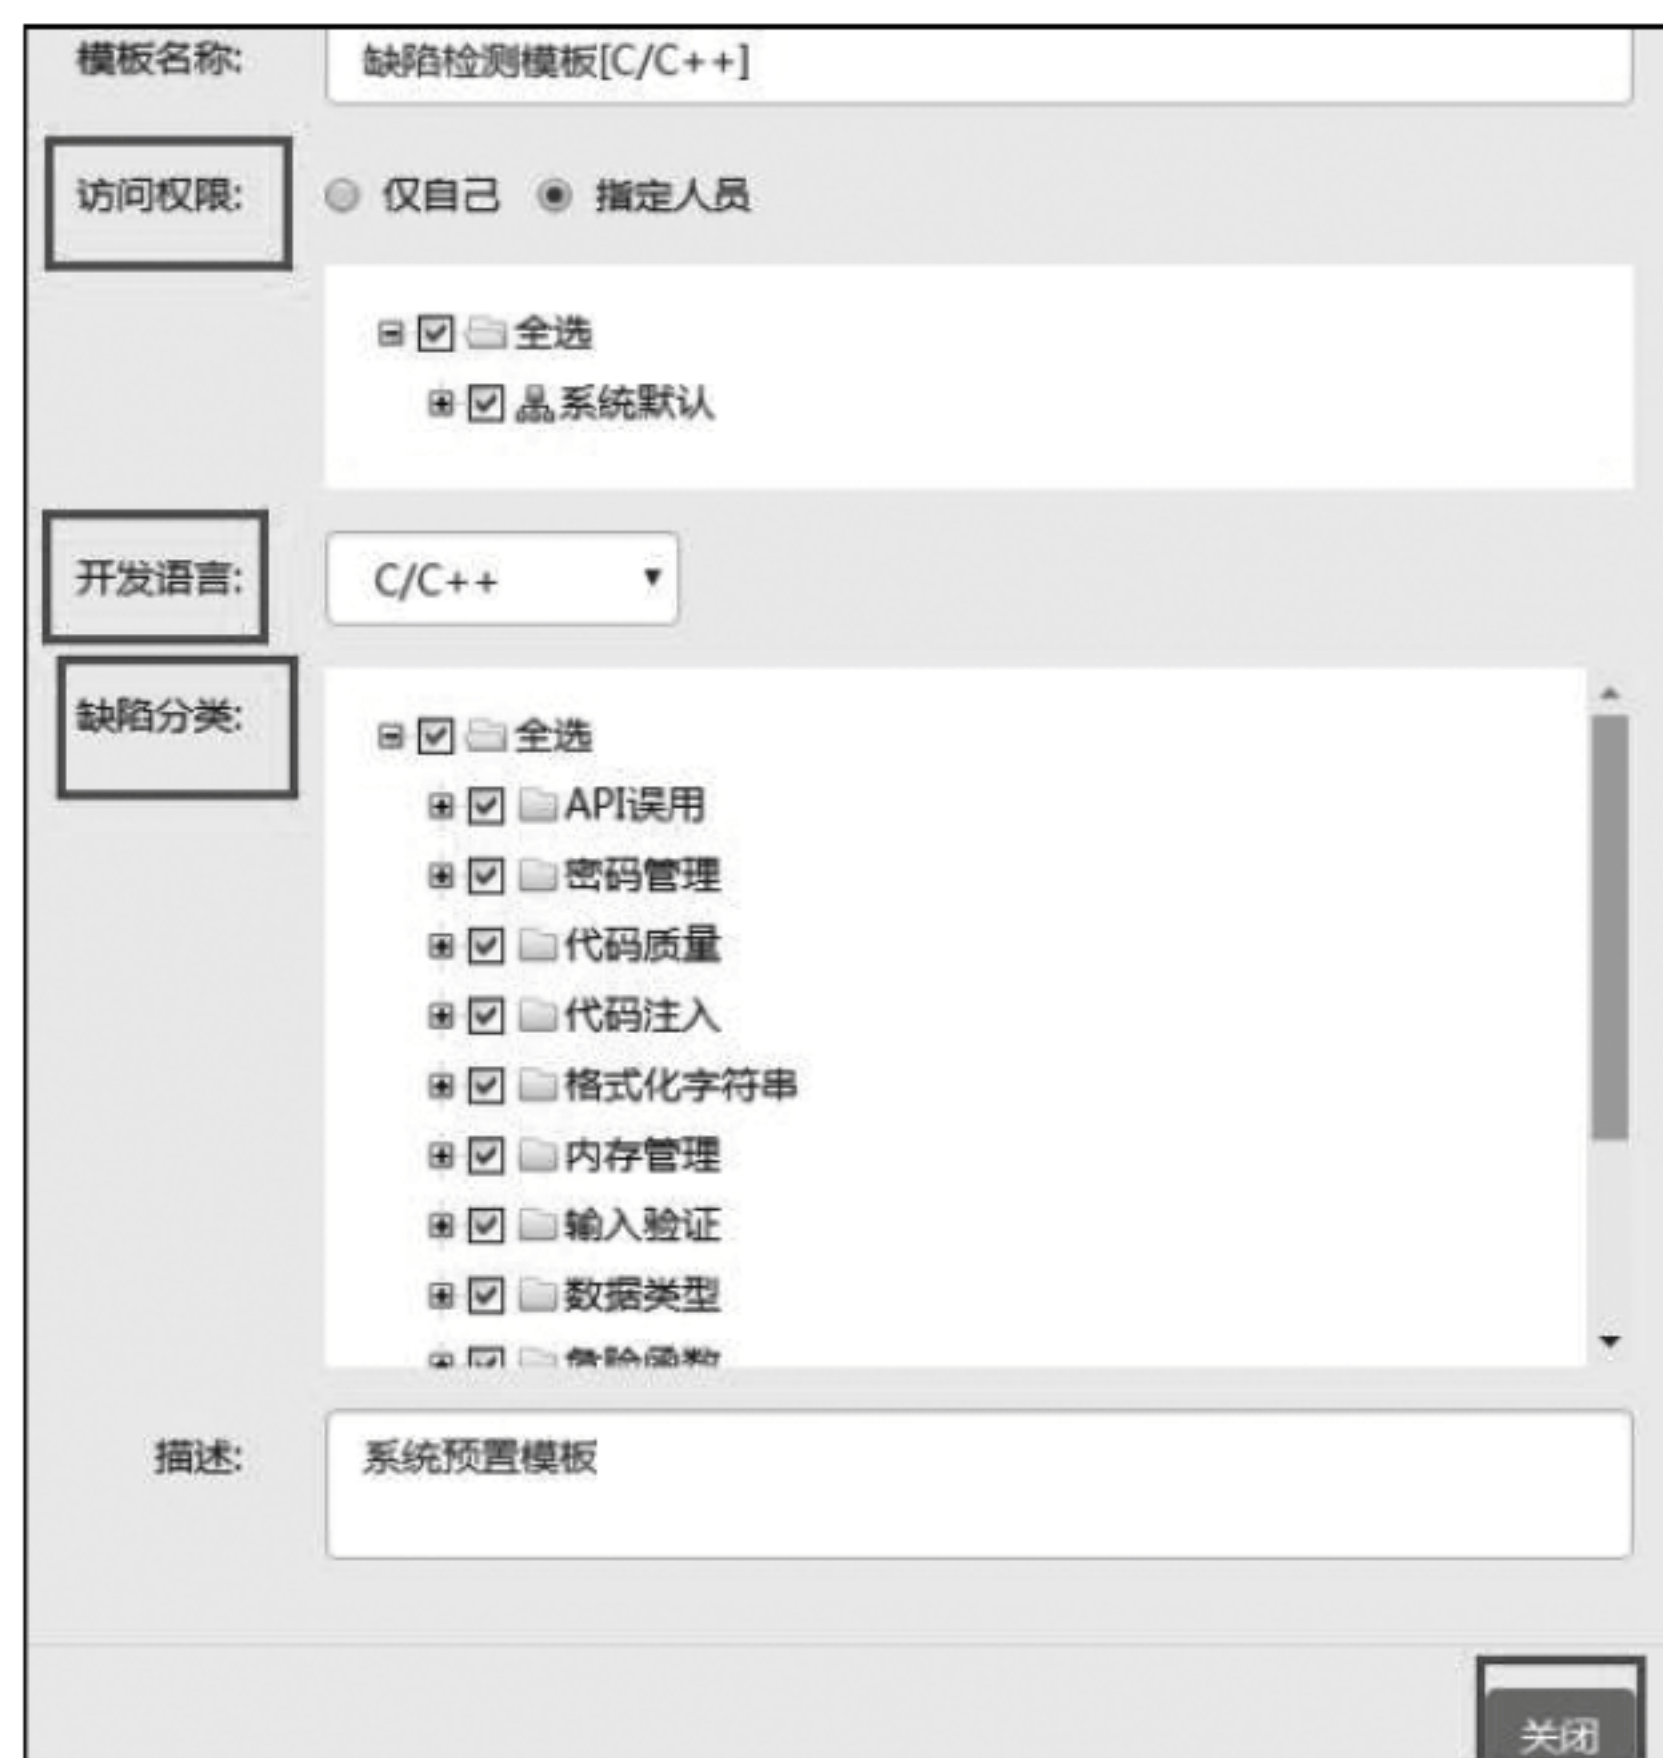 模板名称: 缺陷检测模板[C/C++]
访问权限: 仅自己 指定人员
全选
系统默认
开发语言: C/C++
缺陷分类:
全选
API误用
密码管理
代码质量
代码注入
格式化字符串
内存管理
输入验证
数据类型
危险函数
描述: 系统预置模板
关闭